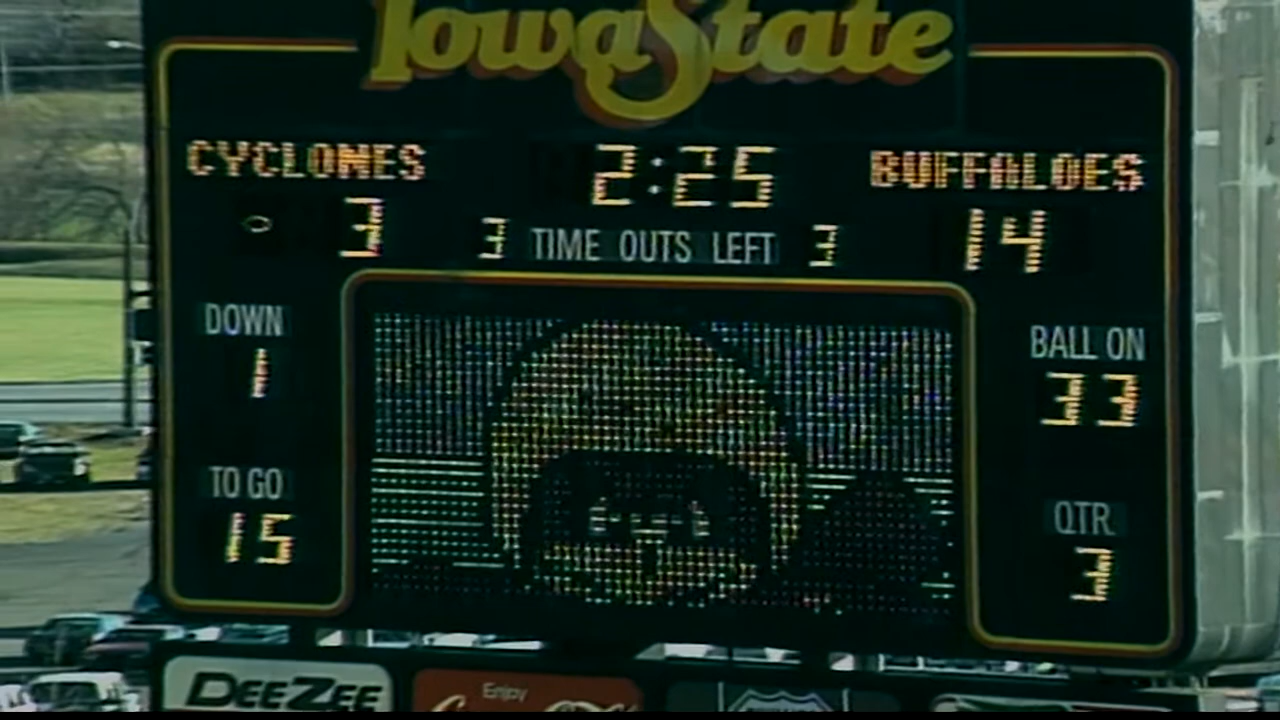 Iowa State
CYCLONES 2:25 BUFFALOES
3 3 TIME OUTS LEFT 3 14
DOWN
1
BALL ON
33
TO GO
15
QTR
3
DEEZEE
Enjoy